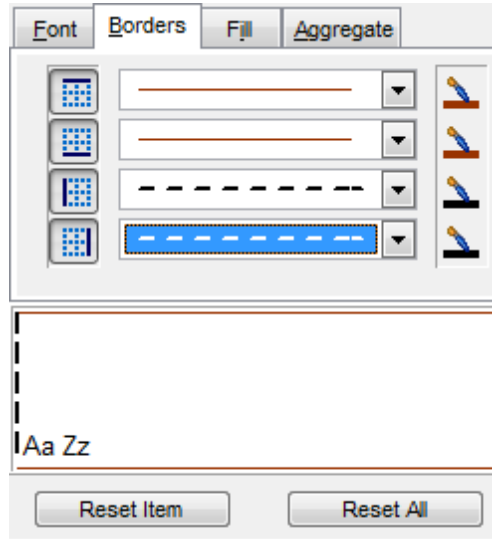 Font Borders Fill Aggregate
Aa Zz
Reset Item Reset All